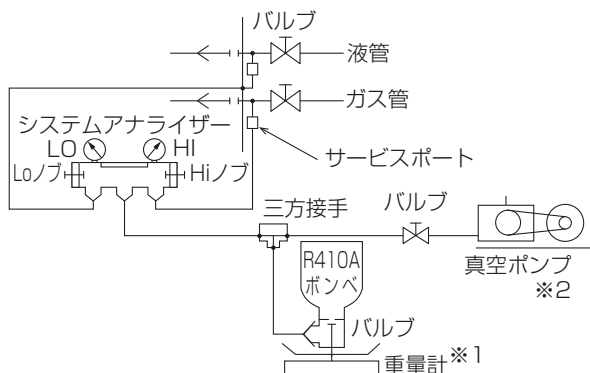 バルブ
液管
ガス管
システムアナライザー
LO HI
Loノブ Hiノブ
サービスポート
三方接手
バルブ
R410A
ボンベ
真空ポンプ
※2
バルブ
重量計※1